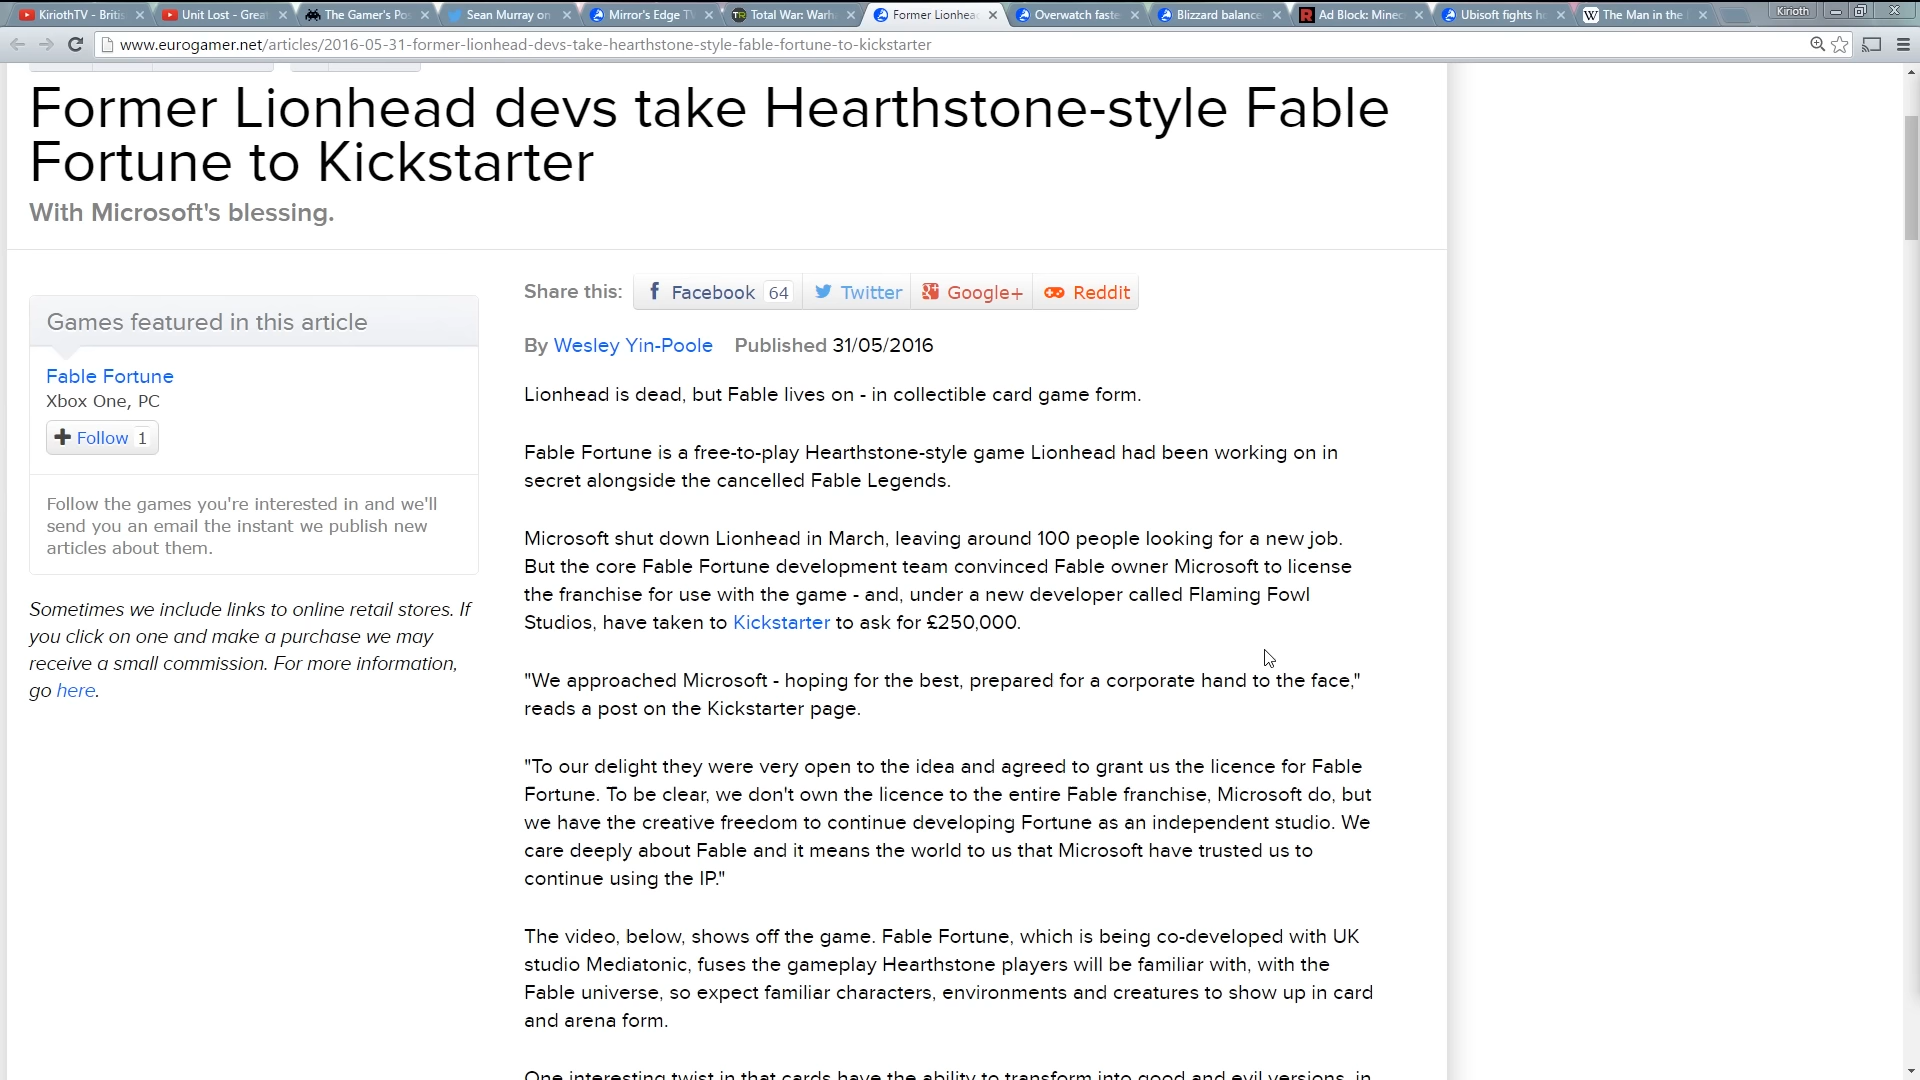 KiriothTV - Britis
Unit Lost - Great
The Gamer's Po
Sean Murray on
Mirror's Edge TV
Total War: Warh
Former Lionhead
Overwatch faste
Blizzard balance
Ad Block: Minec
Ubisoft fights h
The Man in the
Kirioth
www.eurogamer.net/articles/2016-05-31-former-lionhead-devs-take-hearthstone-style-fable-fortune-to-kickstarter
Former Lionhead devs take Hearthstone-style Fable
Fortune to Kickstarter
With Microsoft's blessing.
Share this: Facebook 64 Twitter Google+ Reddit
Games featured in this article
Fable Fortune
Xbox One, PC
Follow 1
Follow the games you're interested in and we'll
send you an email the instant we publish new
articles about them.
Sometimes we include links to online retail stores. If
you click on one and make a purchase we may
receive a small commission. For more information,
go here.
By Wesley Yin-Poole Published 31/05/2016
Lionhead is dead, but Fable lives on - in collectible card game form.
Fable Fortune is a free-to-play Hearthstone-style game Lionhead had been working on in
secret alongside the cancelled Fable Legends.
Microsoft shut down Lionhead in March, leaving around 100 people looking for a new job.
But the core Fable Fortune development team convinced Fable owner Microsoft to license
the franchise for use with the game - and, under a new developer called Flaming Fowl
Studios, have taken to Kickstarter to ask for £250,000.
"We approached Microsoft - hoping for the best, prepared for a corporate hand to the face,"
reads a post on the Kickstarter page.
"To our delight they were very open to the idea and agreed to grant us the licence for Fable
Fortune. To be clear, we don't own the licence to the entire Fable franchise, Microsoft do, but
we have the creative freedom to continue developing Fortune as an independent studio. We
care deeply about Fable and it means the world to us that Microsoft have trusted us to
continue using the IP."
The video, below, shows off the game. Fable Fortune, which is being co-developed with UK
studio Mediatonic, fuses the gameplay Hearthstone players will be familiar with, with the
Fable universe, so expect familiar characters, environments and creatures to show up in card
and arena form.
One interesting twist in that cards have the ability to transform into good and evil versions, in